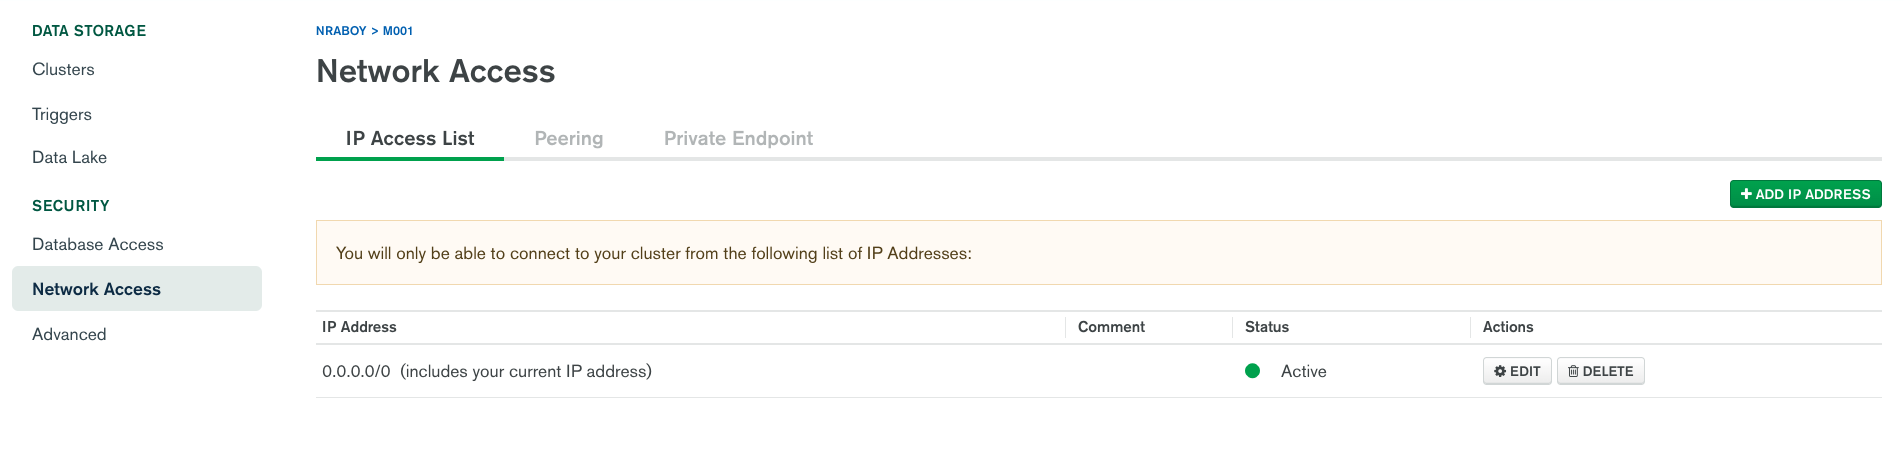 DATA STORAGE
Clusters
Triggers
Data Lake
SECURITY
Database Access
Network Access
Advanced
NRABOY > M001
Network Access
IP Access List Peering Private Endpoint
+ ADD IP ADDRESS
You will only be able to connect to your cluster from the following list of IP Addresses:
IP Address Comment Status Actions
0.0.0.0/0 (includes your current IP address) Active EDIT DELETE